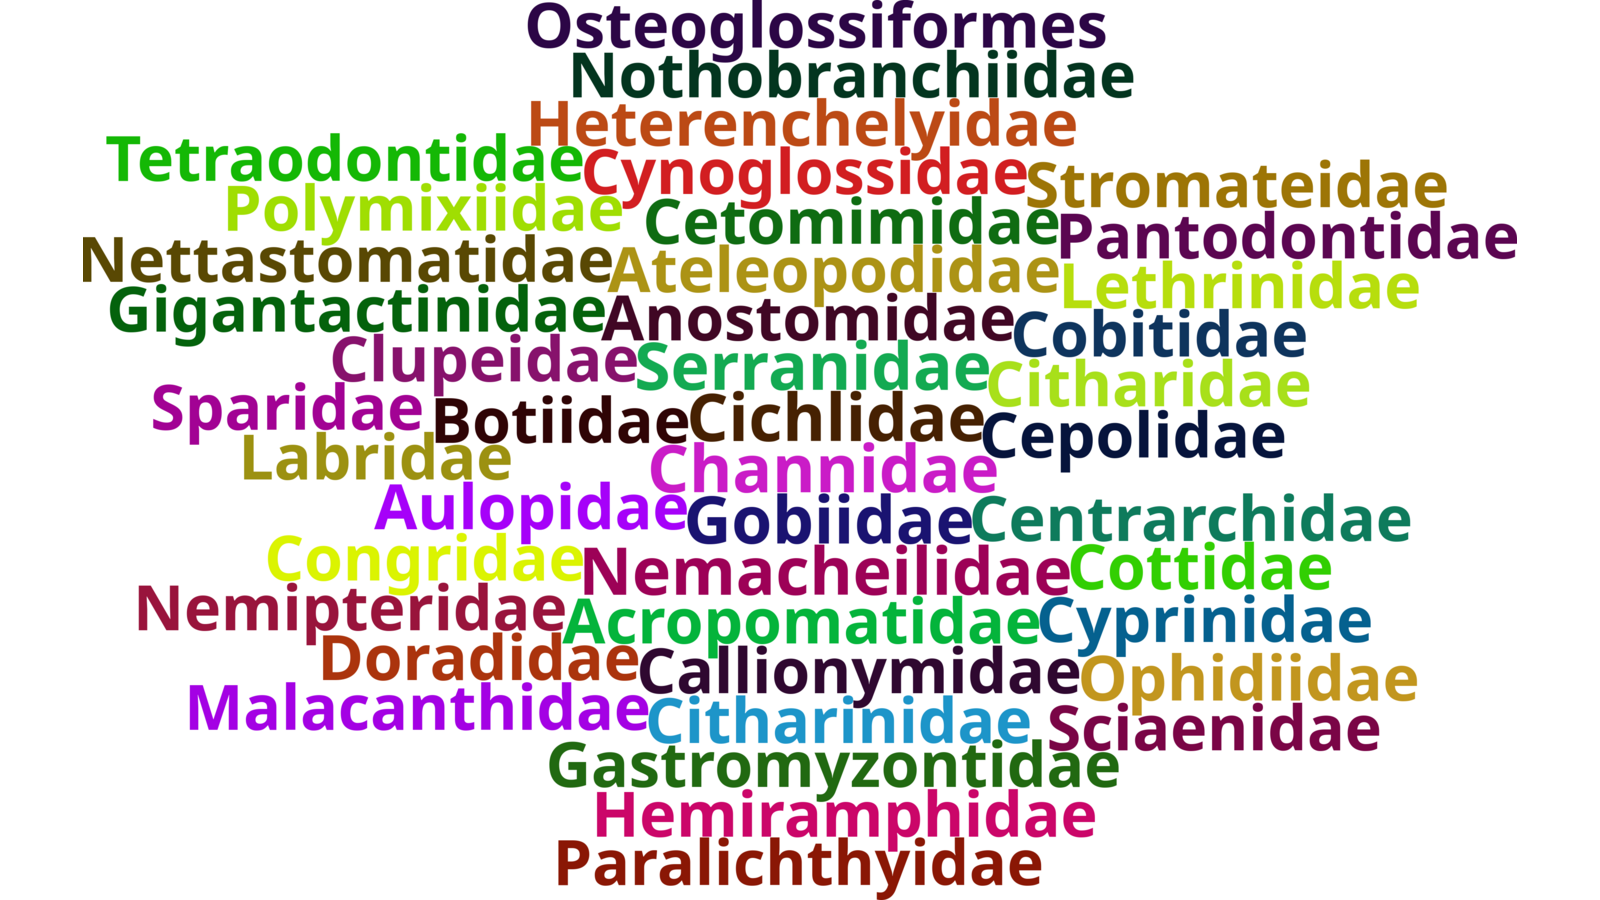 Osteoglossiformes
Nothobranchiidae
Heterenchelyidae
Tetraodontidae
Cynoglossidae
Stromateidae
Polymixiidae
Cetomimidae
Pantodontidae
Nettastomatidae
Ateleopodidae
Lethrinidae
Gigantactinidae
Anostomidae
Cobitidae
Clupeidae
Serranidae
Citharidae
Sparidae
Botiidae
Cichlidae
Cepolidae
Labridae
Channidae
Aulopidae
Gobiidae
Centrarchidae
Congridae
Nemacheilidae
Cottidae
Nemipteridae
Acropomatidae
Cyprinidae
Doradidae
Callionymidae
Ophidiidae
Malacanthidae
Citharinidae
Sciaenidae
Gastromyzontidae
Hemiramphidae
Paralichthyidae